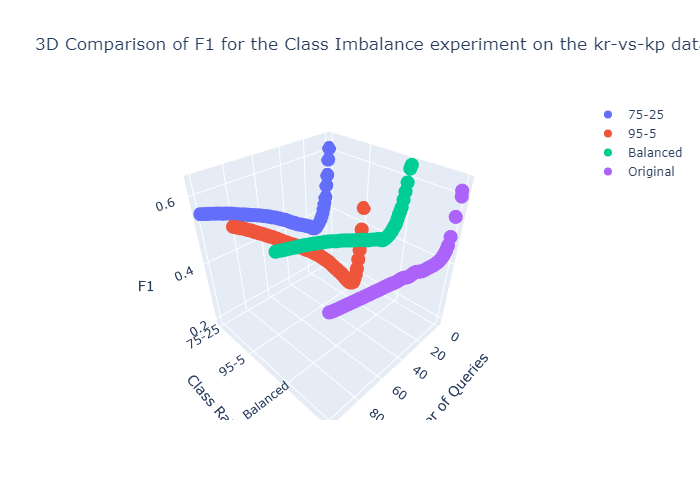 3D Comparison of F1 for the Class Imbalance experiment on the kr-vs-kp dat
75-25
95-5
Balanced
Original
0.6
0.4
0.2
F1
75-25
95-5
Balanced
Class Ra
0
20
40
60
80
er of Queries